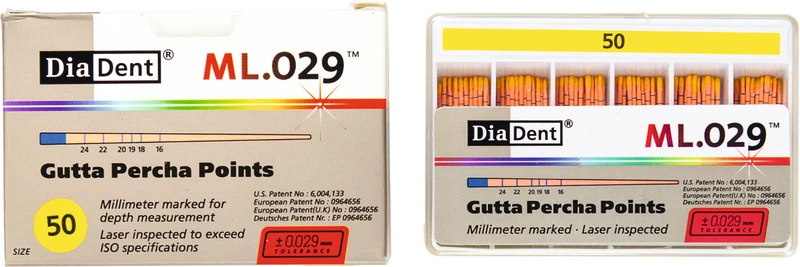 DiaDent® ML.029™
24 22 20 19 18 16
Gutta Percha Points
50
SIZE
Millimeter marked for
depth measurement
Laser inspected to exceed
ISO specifications
U.S. Patent No : 6,004,133
European Patent No : 0964656
European Patent(U.K) No : 0964656
Deutsches Patent Nr. : EP 0964656
±0.029mm
TOLERANCE
50
DiaDent® ML.029™
24 22 20 19 18 16
Gutta Percha Points
Millimeter marked · Laser inspected
U.S. Patent No : 6,004,133
European Patent No : 0964656
European Patent(U.K) No : 0964656
Deutsches Patent Nr. : EP 0964656
±0.029mm
TOLERANCE